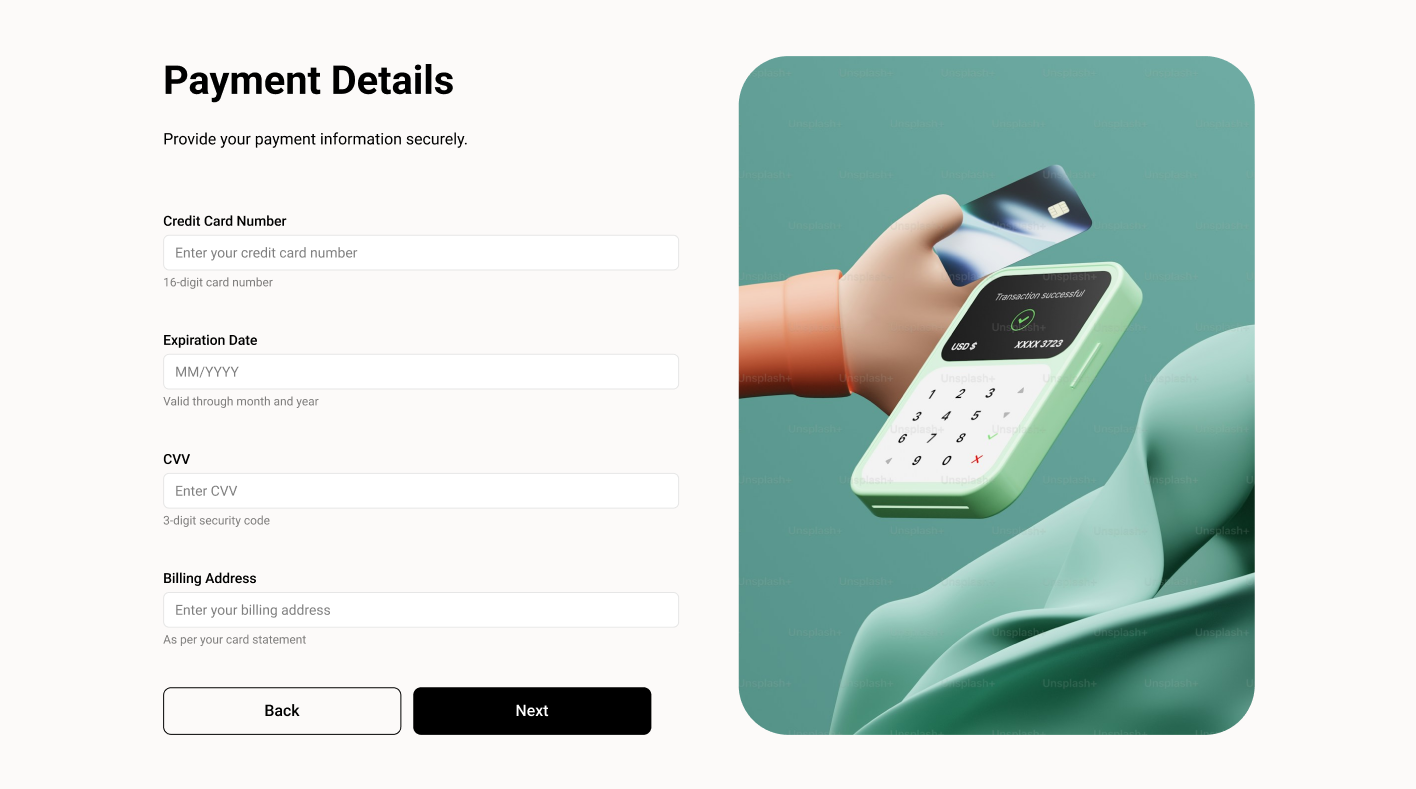 Payment Details
Provide your payment information securely.
Credit Card Number
Enter your credit card number
16-digit card number
Expiration Date
MM/YYYY
Valid through month and year
CVV
Enter CVV
3-digit security code
Billing Address
Enter your billing address
As per your card statement
Back
Next
Transaction successful
USD $
XXXX 3723
1 2 3
3 4 5
6 7 8
9 0 X
Unsplash+